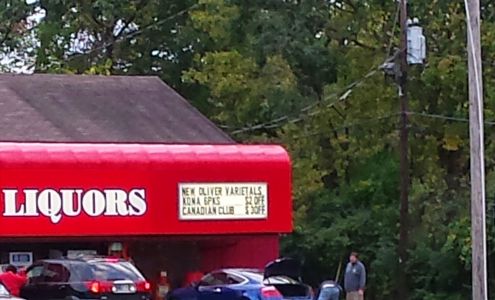 LIQUORS
NEW OLIVER VARIETALS
KONA 6PKS $2 OFF
CANADIAN CLUB $3 OFF